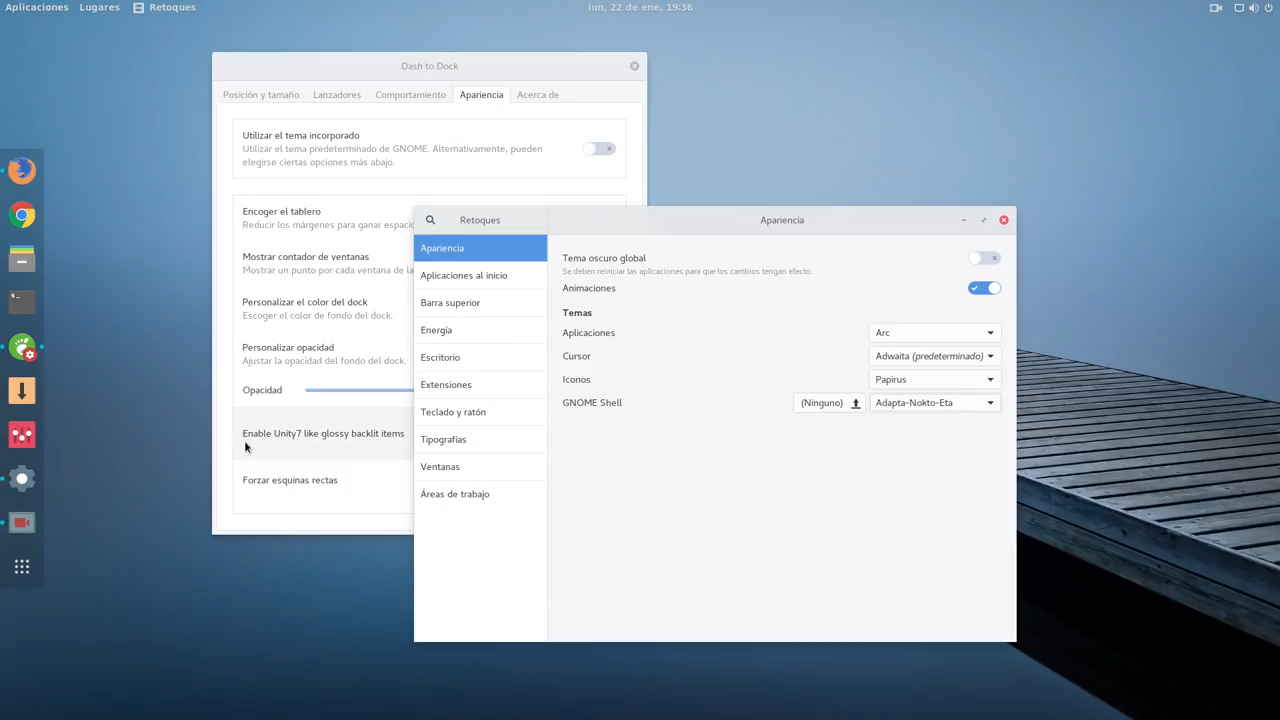 Aplicaciones Lugares Retoques lun, 22 de ene, 19:36
Dash to Dock
Posición y tamaño Lanzadores Comportamiento Apariencia Acerca de
Utilizar el tema incorporado
Utilizar el tema predeterminado de GNOME. Alternativamente, pueden
elegirse ciertas opciones más abajo.
Encoger el tablero
Reducir los márgenes para ganar espacio
Mostrar contador de ventanas
Mostrar un punto por cada ventana de la
Personalizar el color del dock
Escoger el color de fondo del dock.
Personalizar opacidad
Ajustar la opacidad del fondo del dock.
Opacidad
Enable Unity7 like glossy backlit items
Forzar esquinas rectas
Retoques
Apariencia
Aplicaciones al inicio
Barra superior
Energía
Escritorio
Extensiones
Teclado y ratón
Tipografías
Ventanas
Áreas de trabajo
Apariencia
Tema oscuro global
Se deben reiniciar las aplicaciones para que los cambios tengan efecto.
Animaciones
Temas
Aplicaciones Arc
Cursor Adwaita (predeterminado)
Iconos Papirus
GNOME Shell (Ninguno) Adapta-Nokto-Eta